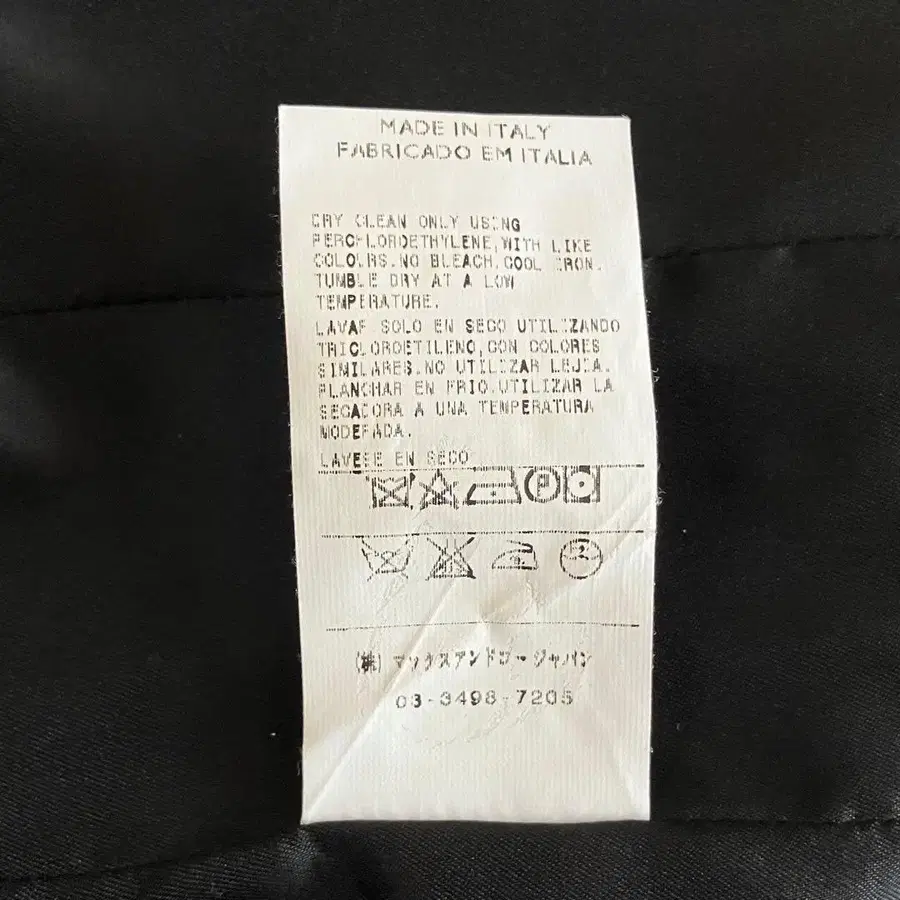 MADE IN ITALY
FABRICADO EM ITALIA
DRY CLEAN ONLY USING
PERCHLOROETHYLENE,WITH LIKE
COLOURS.NO BLEACH.COOL IRON.
TUMBLE DRY AT A LOW
TEMPERATURE.
LAVAR SOLO EN SECO UTILIZANDO
TRICLOROETILENO,CON COLORES
SIMILARES.NO UTILIZAR LEJIA.
PLANCHAR EN FRIO.UTILIZAR LA
SECADORA A UNA TEMPERATURA
MODERADA.
LAVESE EN SECO
P
(株) マックスアンドコージャパン
03-3498-7205